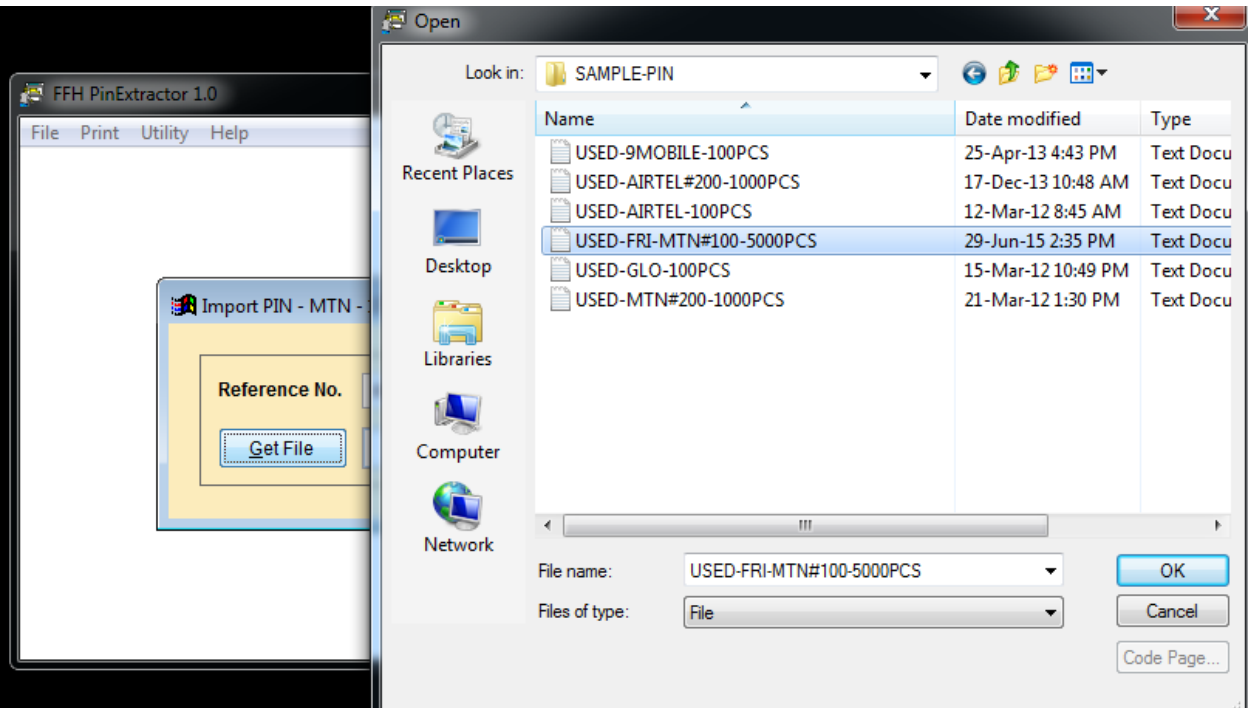 Open
Look in:
SAMPLE-PIN
FFH PinExtractor 1.0
File Print Utility Help
Name Date modified Type
USED-9MOBILE-100PCS 25-Apr-13 4:43 PM Text Docu
USED-AIRTEL#200-1000PCS 17-Dec-13 10:48 AM Text Docu
USED-AIRTEL-100PCS 12-Mar-12 8:45 AM Text Docu
USED-FRI-MTN#100-5000PCS 29-Jun-15 2:35 PM Text Docu
USED-GLO-100PCS 15-Mar-12 10:49 PM Text Docu
USED-MTN#200-1000PCS 21-Mar-12 1:30 PM Text Docu
Recent Places
Desktop
Libraries
Computer
Network
Import PIN - MTN -
Reference No.
Get File
File name: USED-FRI-MTN#100-5000PCS OK
Files of type: File Cancel
Code Page...